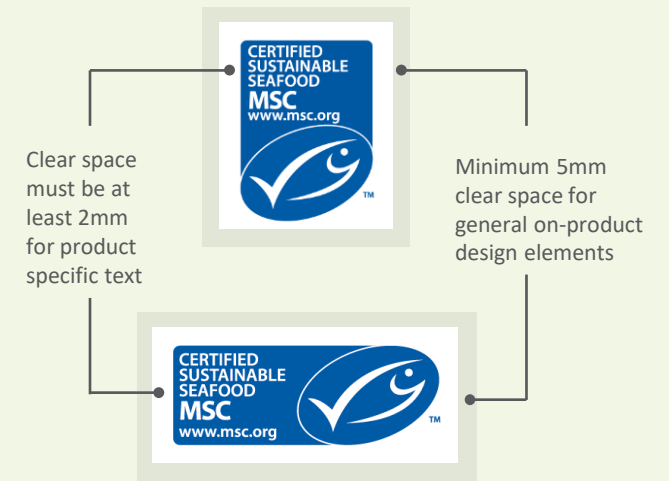 CERTIFIED
SUSTAINABLE
SEAFOOD
MSC
www.msc.org
TM
Clear space
must be at
least 2mm
for product
specific text
Minimum 5mm
clear space for
general on-product
design elements
CERTIFIED
SUSTAINABLE
SEAFOOD
MSC
www.msc.org
TM